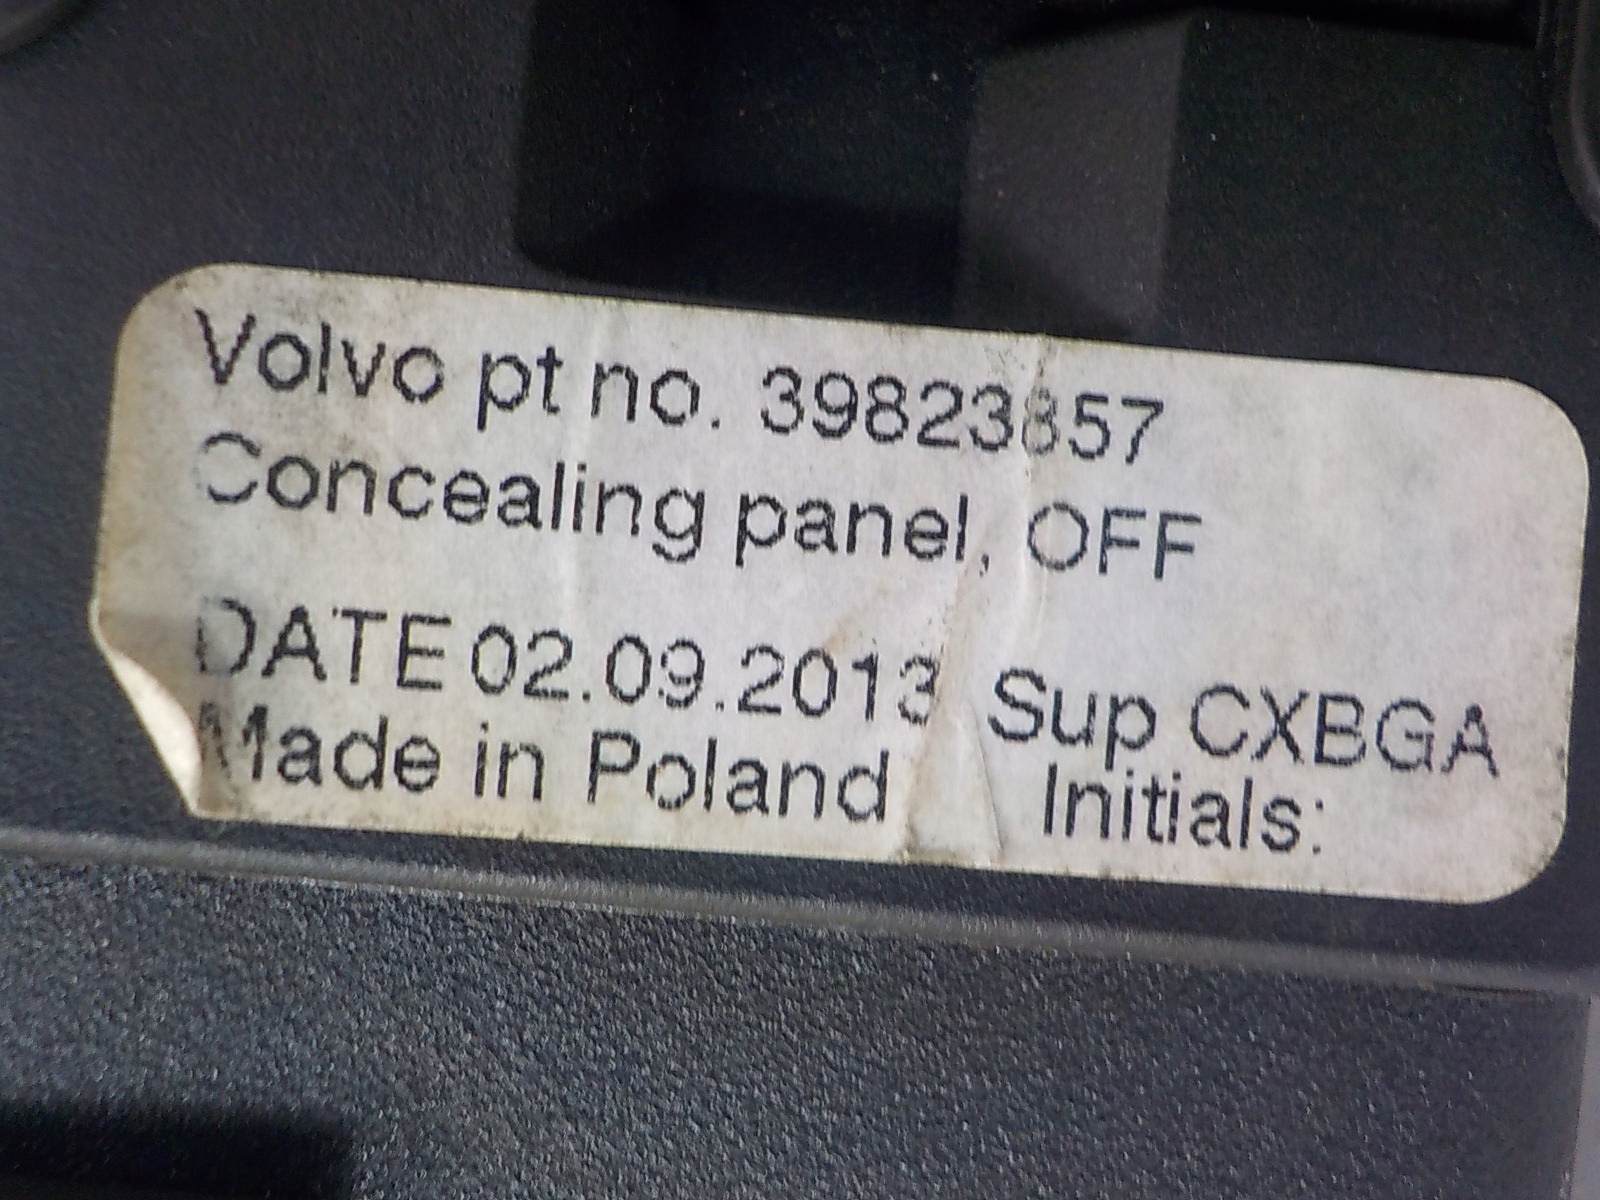 Volvo pt no. 39823857
Concealing panel, OFF
DATE 02.09.2013 Sup CXBGA
Made in Poland Initials: